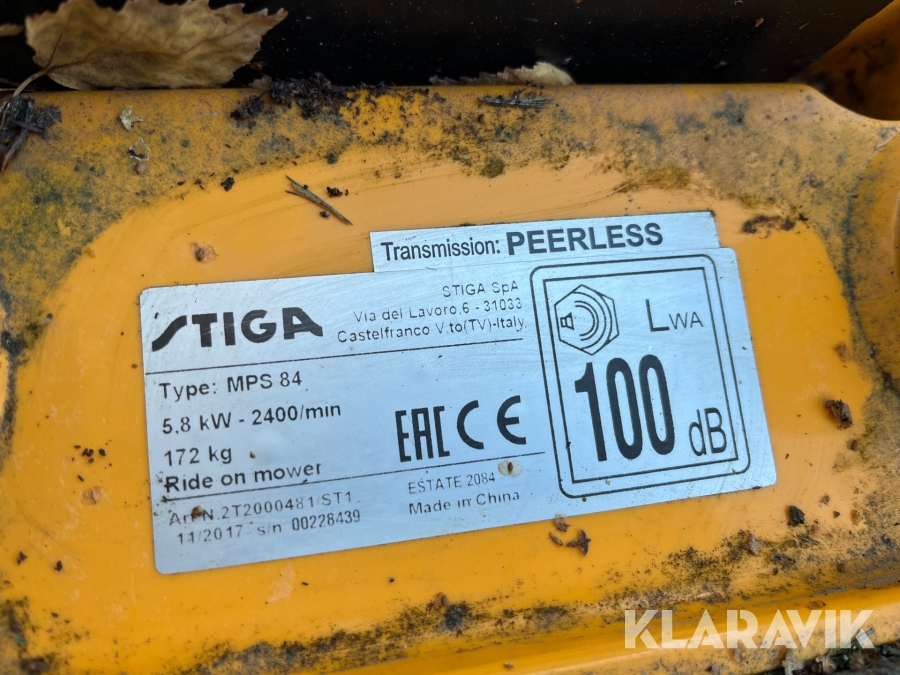 Transmission: PEERLESS
STIGA
STIGA SpA
Via del Lavoro,6 - 31033
Castelfranco V.to(TV)-Italy
Type: MPS 84
5.8 kW - 2400/min
172 kg
Ride on mower
Art.N.2T2000481/ST1
11/2017 s/n 00228439
EAC CE
ESTATE 2084
Made in China
LWA
100 dB
KLARAVIK